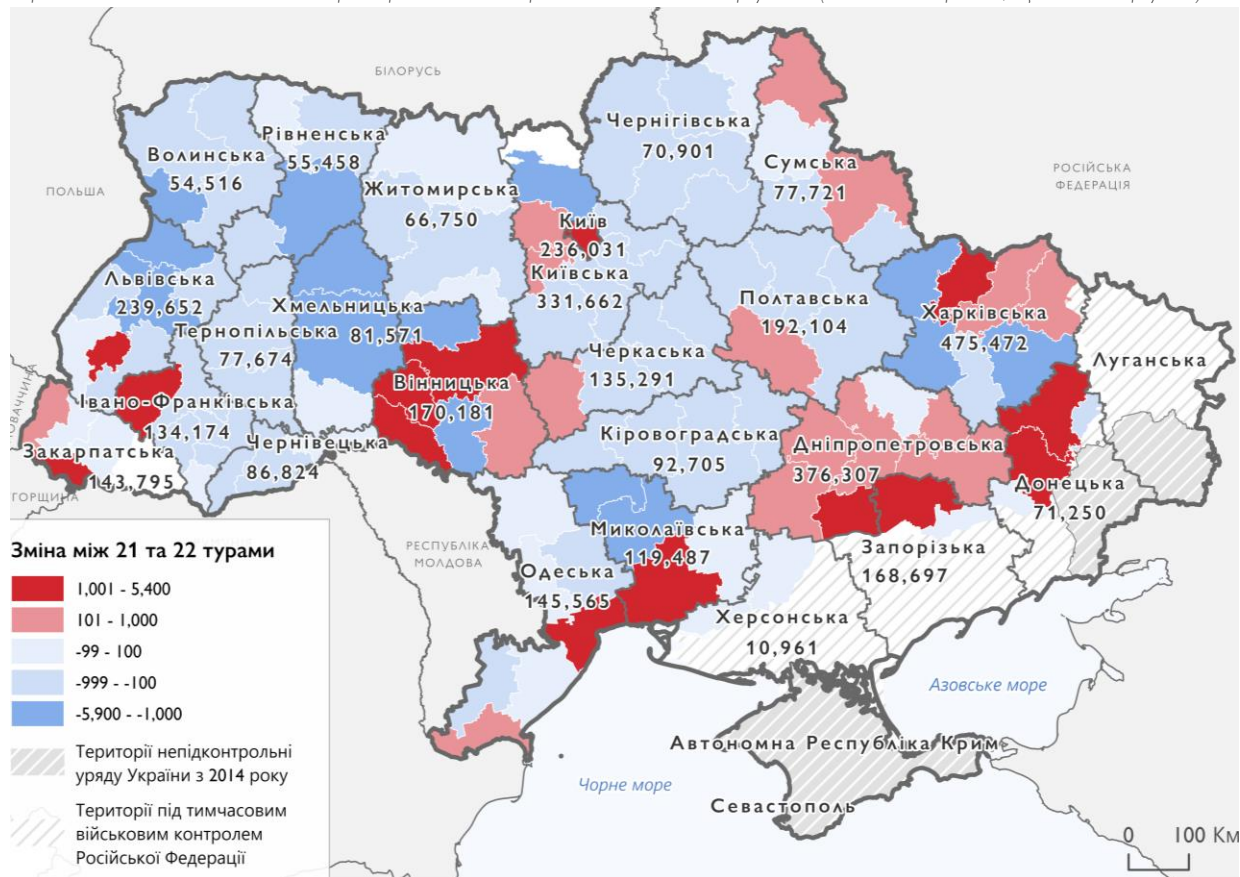 БІЛОРУСЬ
ПОЛЬША
РОСІЙСЬКА
ФЕДЕРАЦІЯ
Волинська
54,516
Рівненська
55,458
Житомирська
66,750
Чернігівська
70,901
Сумська
77,721
Київ
236,031
Київська
331,662
Львівська
239,652
Тернопільська
77,674
Хмельницька
81,571
Вінницька
170,181
Черкаська
135,291
Полтавська
192,104
Харківська
475,472
Луганська
Івано-Франківська
134,174
Закарпатська
143,795
Чернівецька
86,824
Кіровоградська
92,705
Дніпропетровська
376,307
Донецька
71,250
Миколаївська
119,487
Одеська
145,565
Запорізька
168,697
Херсонська
10,961
РЕСПУБЛІКА
МОЛДОВА
Азовське море
Чорне море
Автономна Республіка Крим
Севастополь
Зміна між 21 та 22 турами
1,001 - 5,400
101 - 1,000
-99 - 100
-999 - -100
-5,900 - -1,000
Території непідконтрольні
уряду України з 2014 року
Території під тимчасовим
військовим контролем
Російської Федерації
0 100 Км